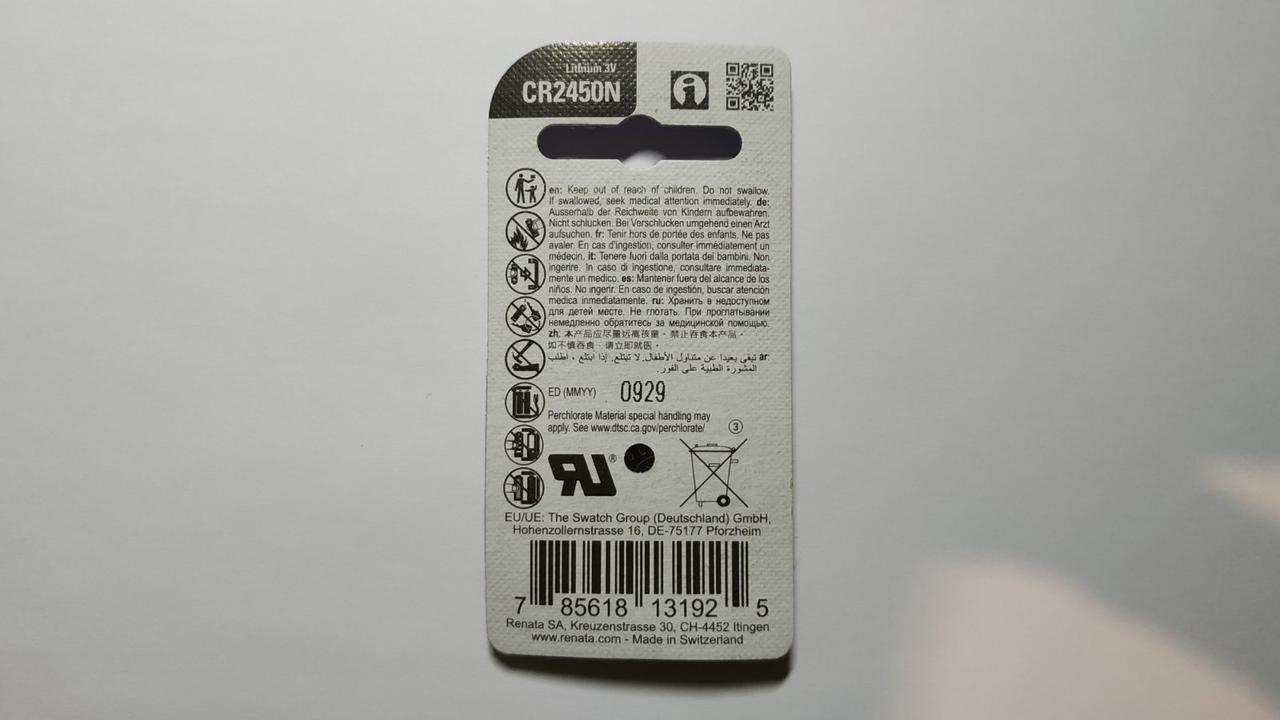 Lithium 3V
CR2450N
en: Keep out of reach of children. Do not swallow.
If swallowed, seek medical attention immediately. de:
Ausserhalb der Reichweite von Kindern aufbewahren.
Nicht schlucken. Bei Verschlucken umgehend einen Arzt
aufsuchen. fr: Tenir hors de portée des enfants. Ne pas
avaler. En cas d'ingestion, consulter immédiatement un
médecin. it: Tenere fuori dalla portata dei bambini. Non
ingerire. In caso di ingestione, consultare immediata-
mente un medico. es: Mantener fuera del alcance de los
niños. No ingerir. En caso de ingestión, buscar atención
medica inmediatamente. ru: Хранить в недоступном
для детей месте. Не глотать. При проглатывании
немедленно обратитесь за медицинской помощью.
zh: 本产品应尽量远离孩童。禁止吞食本产品。
如不慎吞食，请立即就医。
ar: تبقى بعيدا عن متناول الأطفال. لا تبتلع. إذا ابتلع ، اطلب
المشورة الطبية على الفور.
ED (MMYY) 0929
Perchlorate Material special handling may
apply. See www.dtsc.ca.gov/perchlorate/
3
EU/UE: The Swatch Group (Deutschland) GmbH,
Hohenzollernstrasse 16, DE-75177 Pforzheim
7 85618 13192 5
Renata SA, Kreuzenstrasse 30, CH-4452 Itingen
www.renata.com - Made in Switzerland